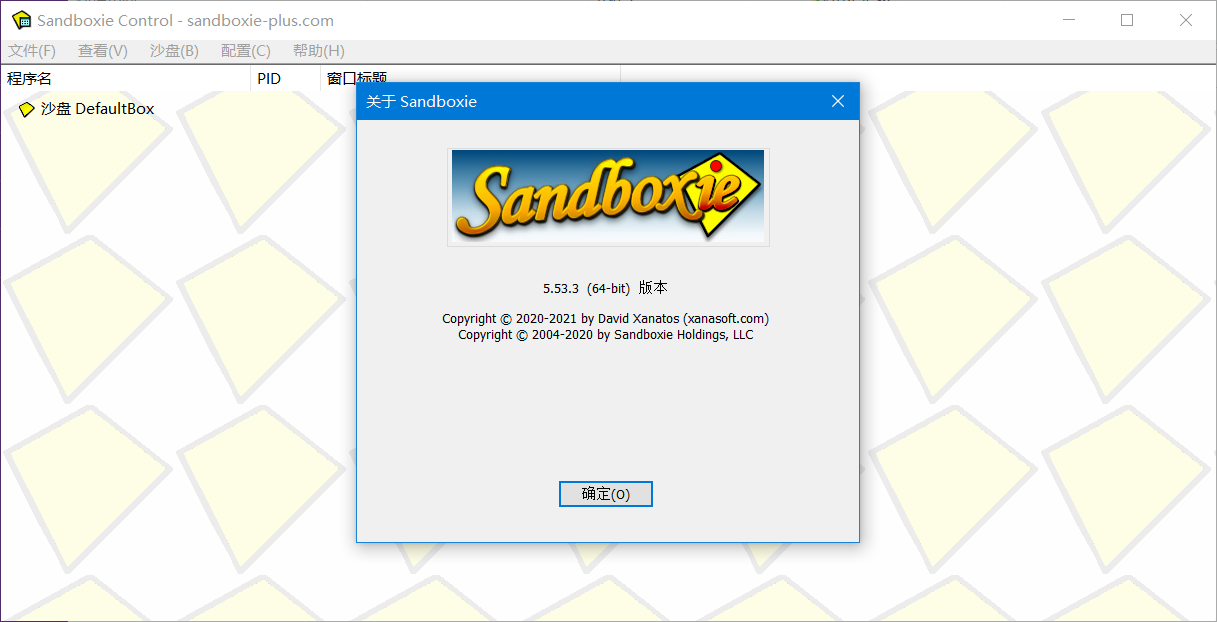 Sandboxie Control - sandboxie-plus.com
文件(F) 查看(V) 沙盘(B) 配置(C) 帮助(H)
程序名 PID 窗口标题
沙盘 DefaultBox
关于 Sandboxie
Sandboxie
5.53.3 (64-bit) 版本
Copyright © 2020-2021 by David Xanatos (xanasoft.com)
Copyright © 2004-2020 by Sandboxie Holdings, LLC
确定(O)